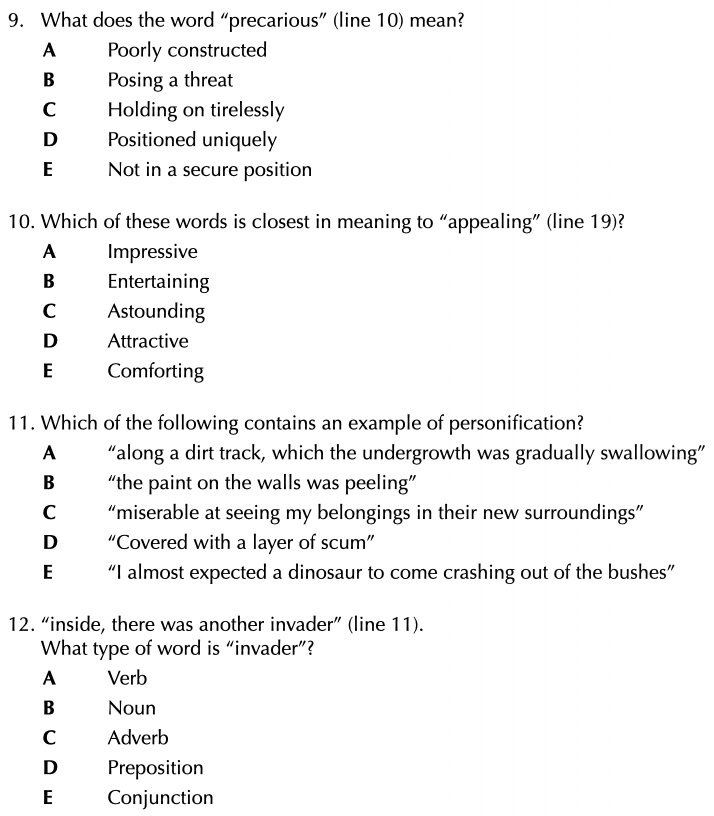 9. What does the word “precarious” (line 10) mean?
A Poorly constructed
B Posing a threat
C Holding on tirelessly
D Positioned uniquely
E Not in a secure position
10. Which of these words is closest in meaning to “appealing” (line 19)?
A Impressive
B Entertaining
C Astounding
D Attractive
E Comforting
11. Which of the following contains an example of personification?
A “along a dirt track, which the undergrowth was gradually swallowing”
B “the paint on the walls was peeling”
C “miserable at seeing my belongings in their new surroundings”
D “Covered with a layer of scum”
E “I almost expected a dinosaur to come crashing out of the bushes”
12. “inside, there was another invader” (line 11).
What type of word is “invader”?
A Verb
B Noun
C Adverb
D Preposition
E Conjunction